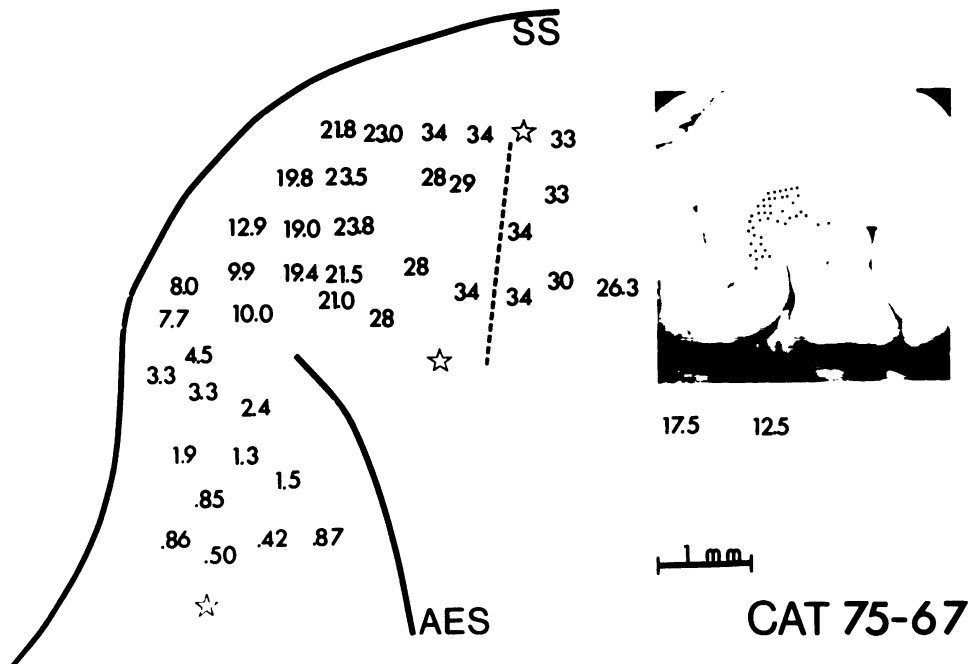 SS
21.8 23.0 34 34 ☆ 33
19.8 23.5 28 29 33
12.9 19.0 23.8 34
8.0 9.9 19.4 21.5 28 34 34 30 26.3
7.7 10.0 21.0 28
4.5
3.3 3.3 2.4
1.9 1.3 1.5
.85
.86 .50 .42 .87
17.5 12.5
1 mm
AES
CAT 75-67